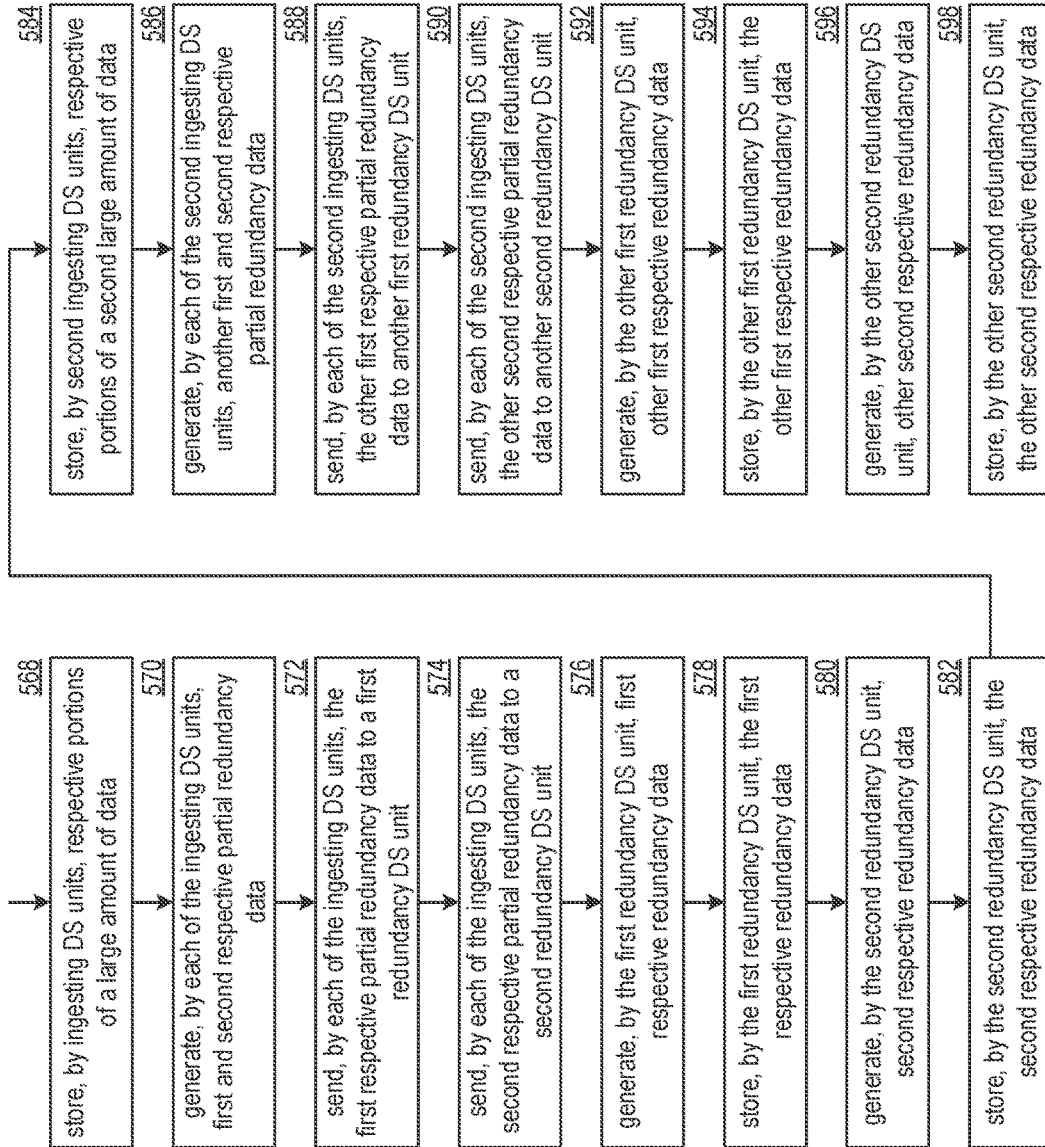 568
store, by ingesting DS units, respective portions
of a large amount of data
570
generate, by each of the ingesting DS units,
first and second respective partial redundancy
data
572
send, by each of the ingesting DS units, the
first respective partial redundancy data to a first
redundancy DS unit
574
send, by each of the ingesting DS units, the
second respective partial redundancy data to a
second redundancy DS unit
576
generate, by the first redundancy DS unit, first
respective redundancy data
578
store, by the first redundancy DS unit, the first
respective redundancy data
580
generate, by the second redundancy DS unit,
second respective redundancy data
582
store, by the second redundancy DS unit, the
second respective redundancy data
584
store, by second ingesting DS units, respective
portions of a second large amount of data
586
generate, by each of the second ingesting DS
units, another first and second respective
partial redundancy data
588
send, by each of the second ingesting DS units,
the other first respective partial redundancy
data to another first redundancy DS unit
590
send, by each of the second ingesting DS units,
the other second respective partial redundancy
data to another second redundancy DS unit
592
generate, by the other first redundancy DS unit,
other first respective redundancy data
594
store, by the other first redundancy DS unit, the
other first respective redundancy data
596
generate, by the other second redundancy DS
unit, other second respective redundancy data
598
store, by the other second redundancy DS unit,
the other second respective redundancy data